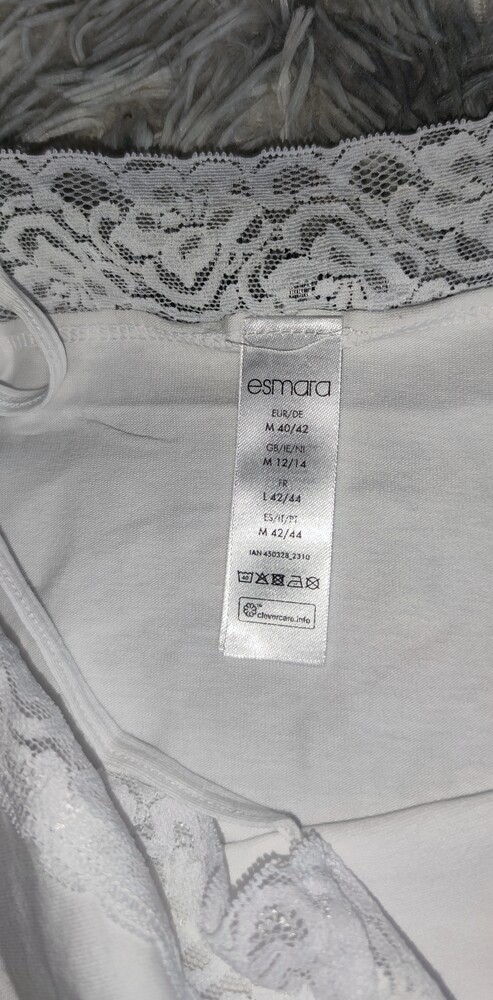 esmara
EUR/DE
M 40/42
GB/IE/NI
M 12/14
FR
L 42/44
ES/IT/PT
M 42/44
IAN 450328_2310
40
clevercare.info